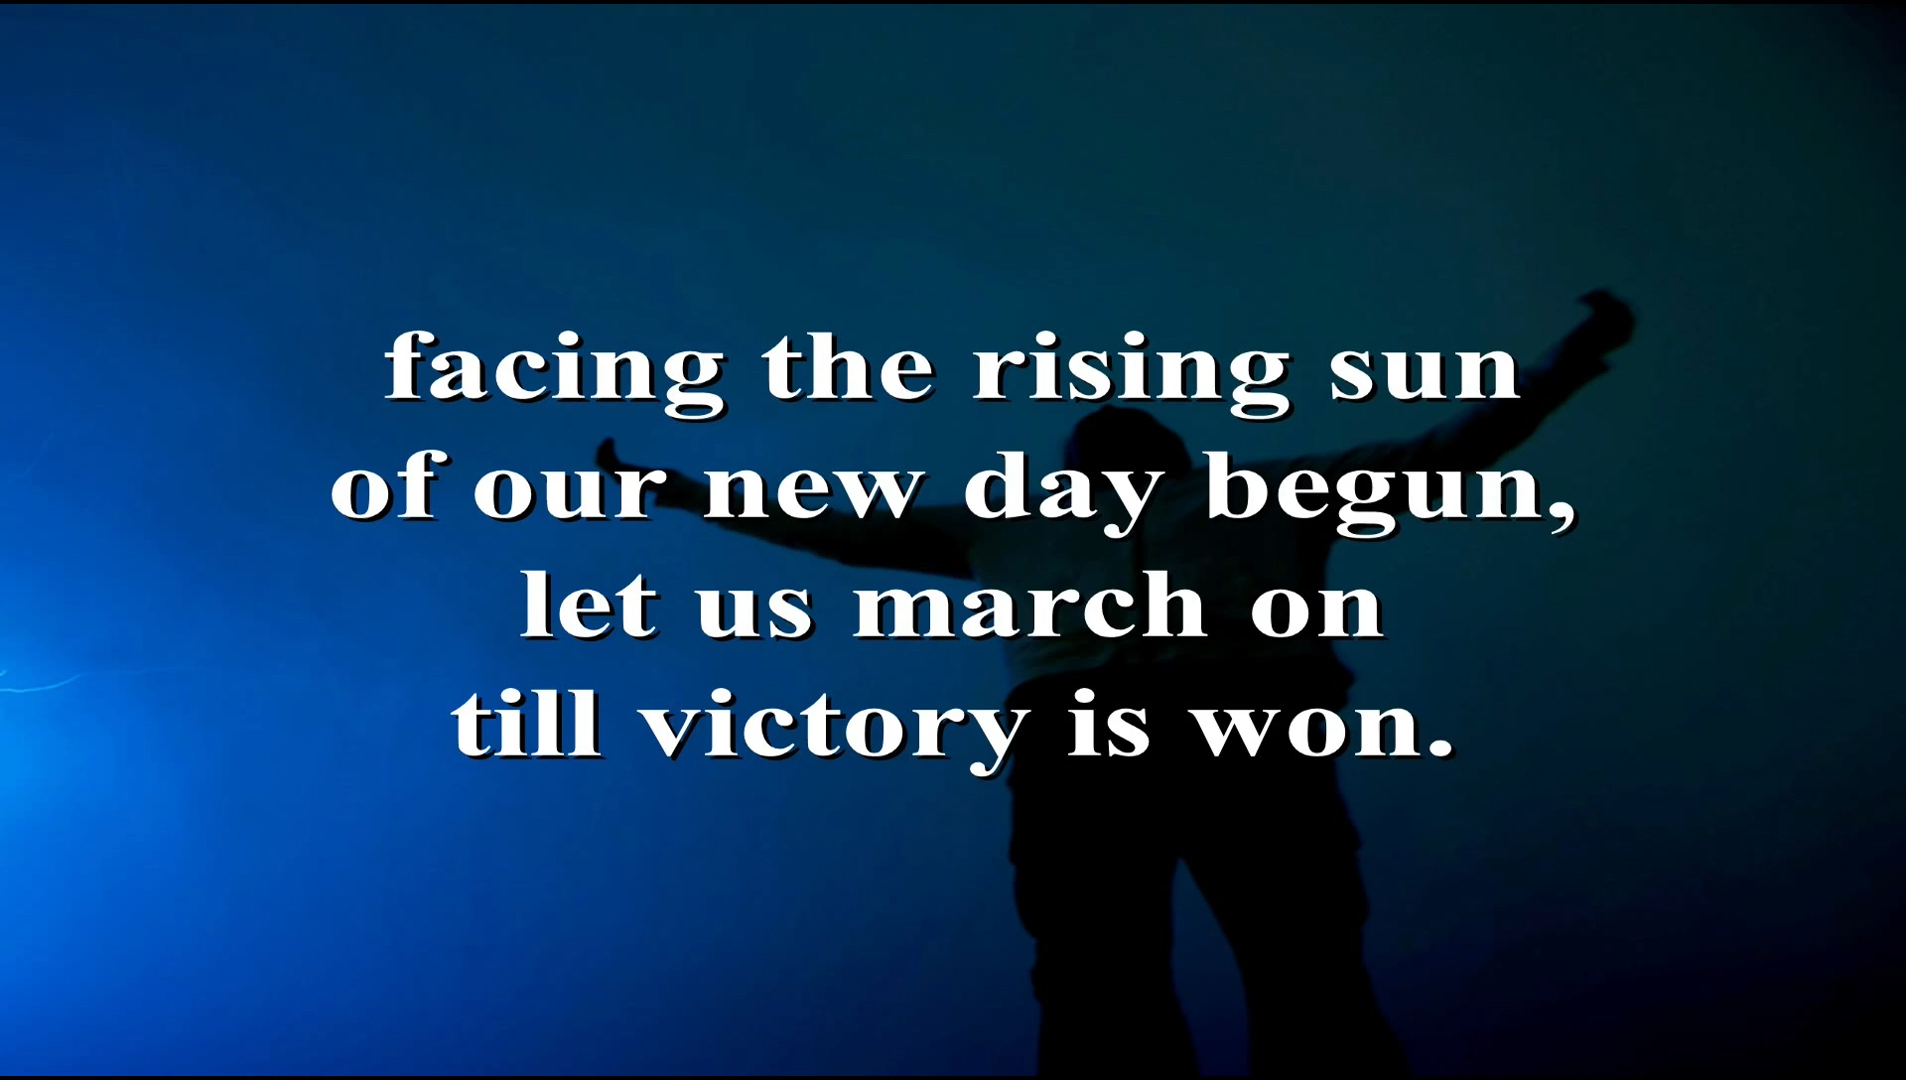 facing the rising sun
of our new day begun,
let us march on
till victory is won.